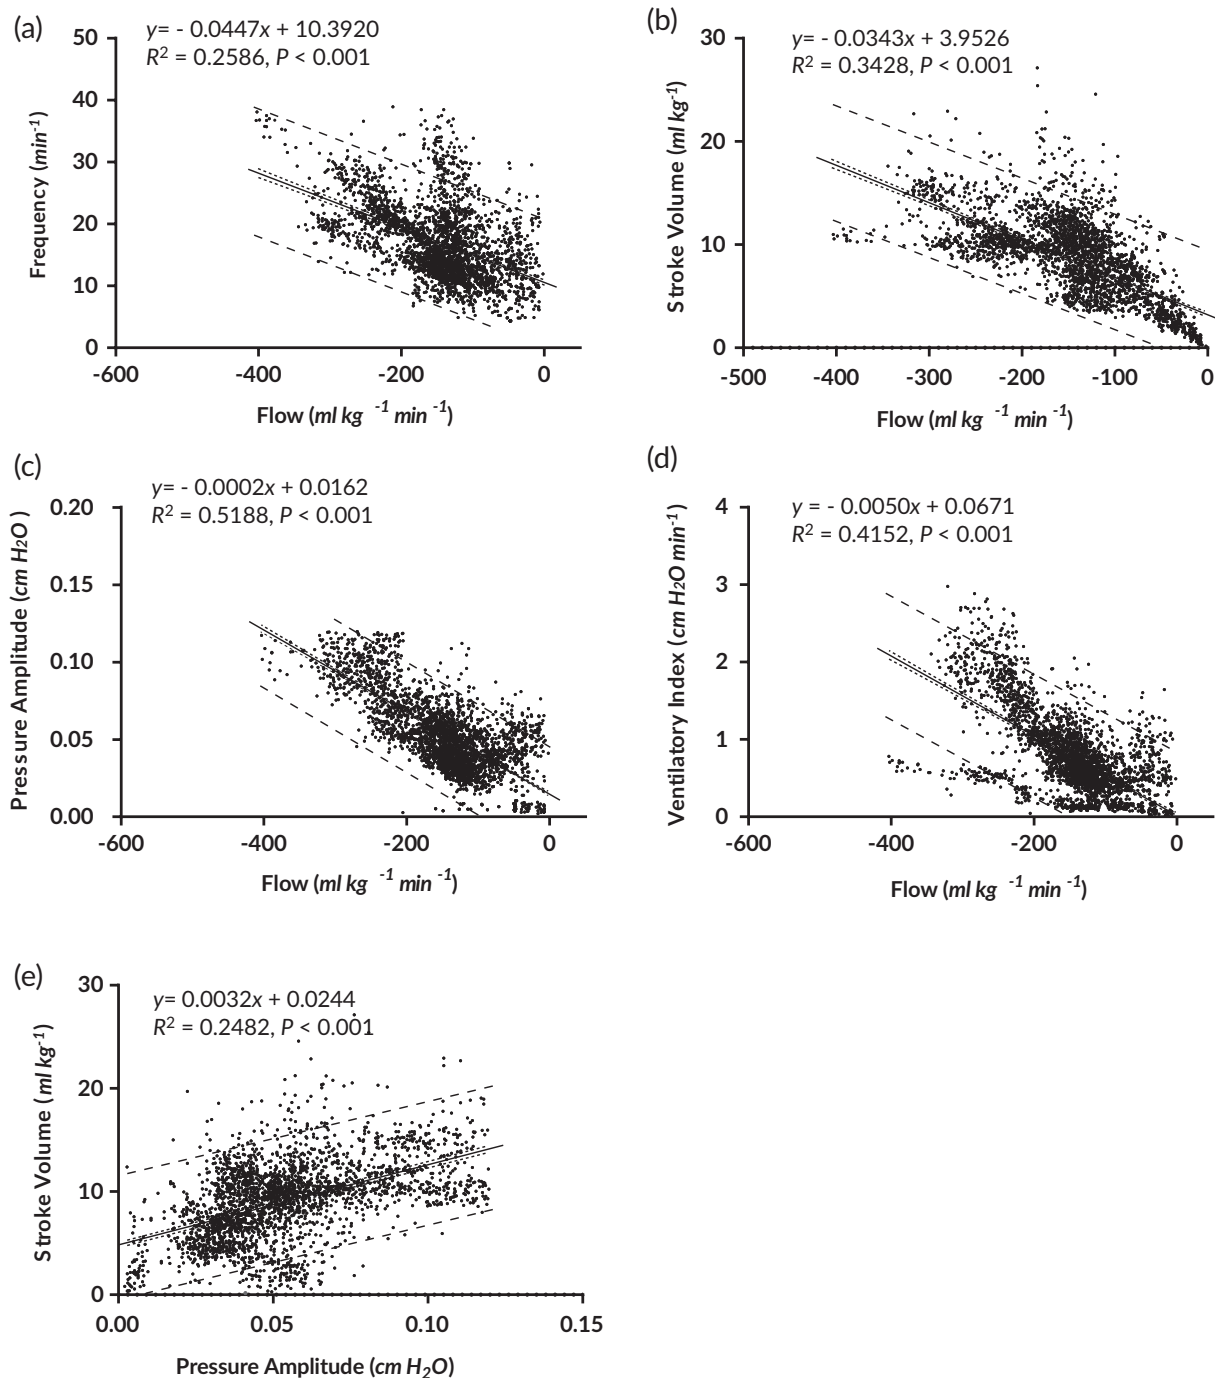 (a)
y= - 0.0447x + 10.3920
R2 = 0.2586, P < 0.001
50
40
30
20
10
0
Frequency (min-1)
-600
-400
-200
0
Flow (ml kg -1 min -1)
(b)
y= - 0.0343x + 3.9526
R2 = 0.3428, P < 0.001
30
20
10
0
Stroke Volume (ml kg-1)
-500
-400
-300
-200
-100
0
Flow (ml kg -1 min -1)
(c)
y= - 0.0002x + 0.0162
R2 = 0.5188, P < 0.001
0.20
0.15
0.10
0.05
0.00
Pressure Amplitude (cm H2O )
-600
-400
-200
0
Flow (ml kg -1 min -1)
(d)
y = - 0.0050x + 0.0671
R2 = 0.4152, P < 0.001
4
3
2
1
0
Ventilatory Index (cm H2O min-1)
-600
-400
-200
0
Flow (ml kg -1 min -1)
(e)
y= 0.0032x + 0.0244
R2 = 0.2482, P < 0.001
30
20
10
0
Stroke Volume ( ml kg-1)
0.00
0.05
0.10
0.15
Pressure Amplitude (cm H2O)